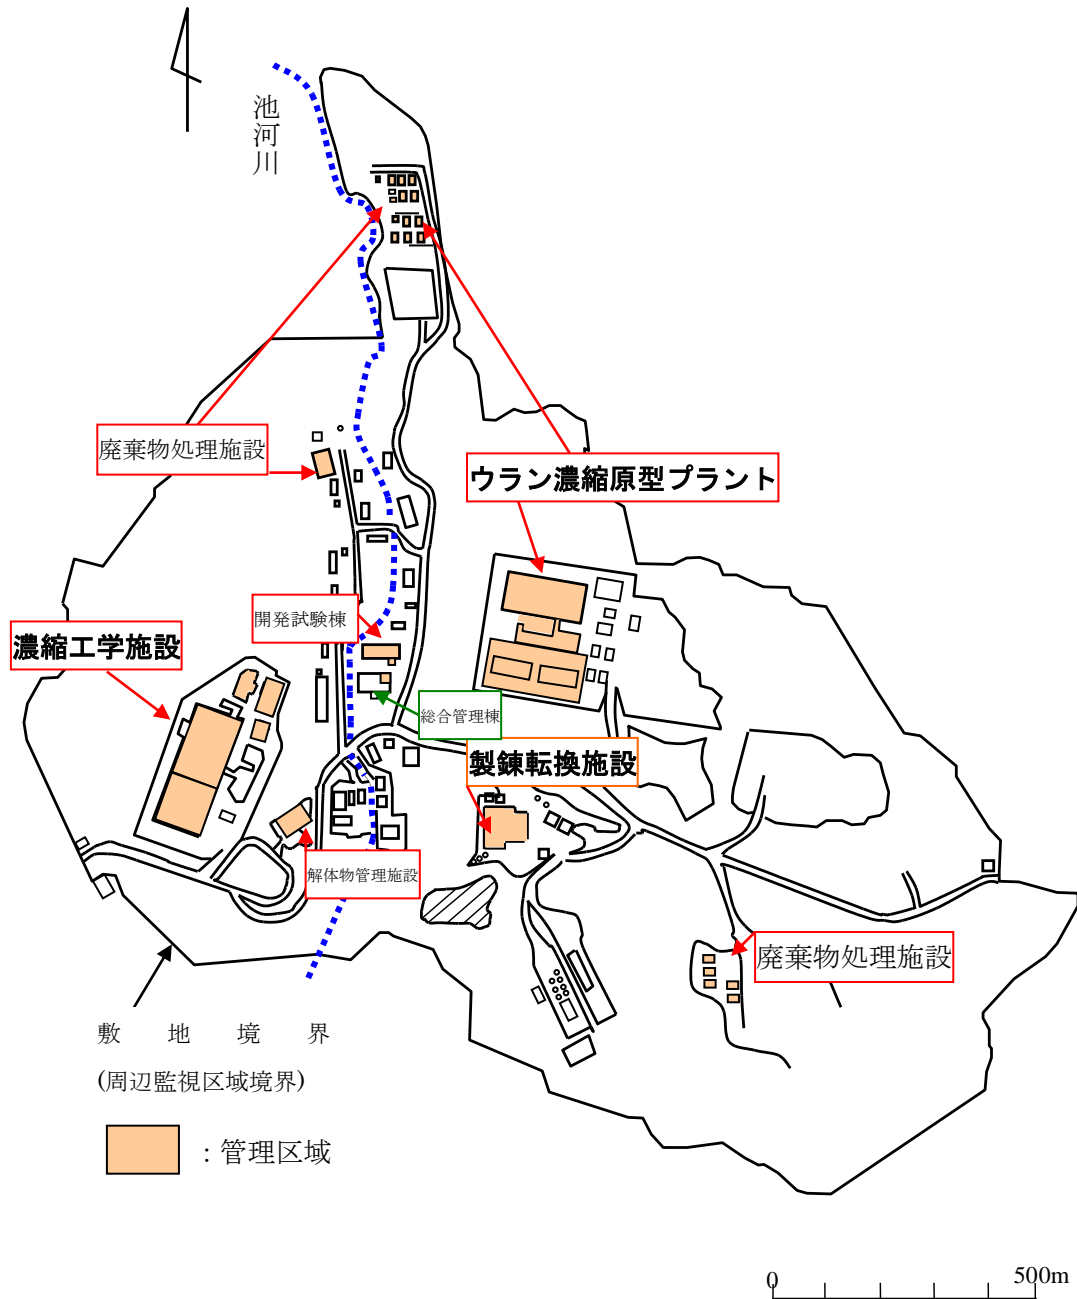 池河川
廃棄物処理施設
ウラン濃縮原型プラント
開発試験棟
濃縮工学施設
総合管理棟
製錬転換施設
解体物管理施設
廃棄物処理施設
敷地境界
(周辺監視区域境界)
：管理区域
0 500m